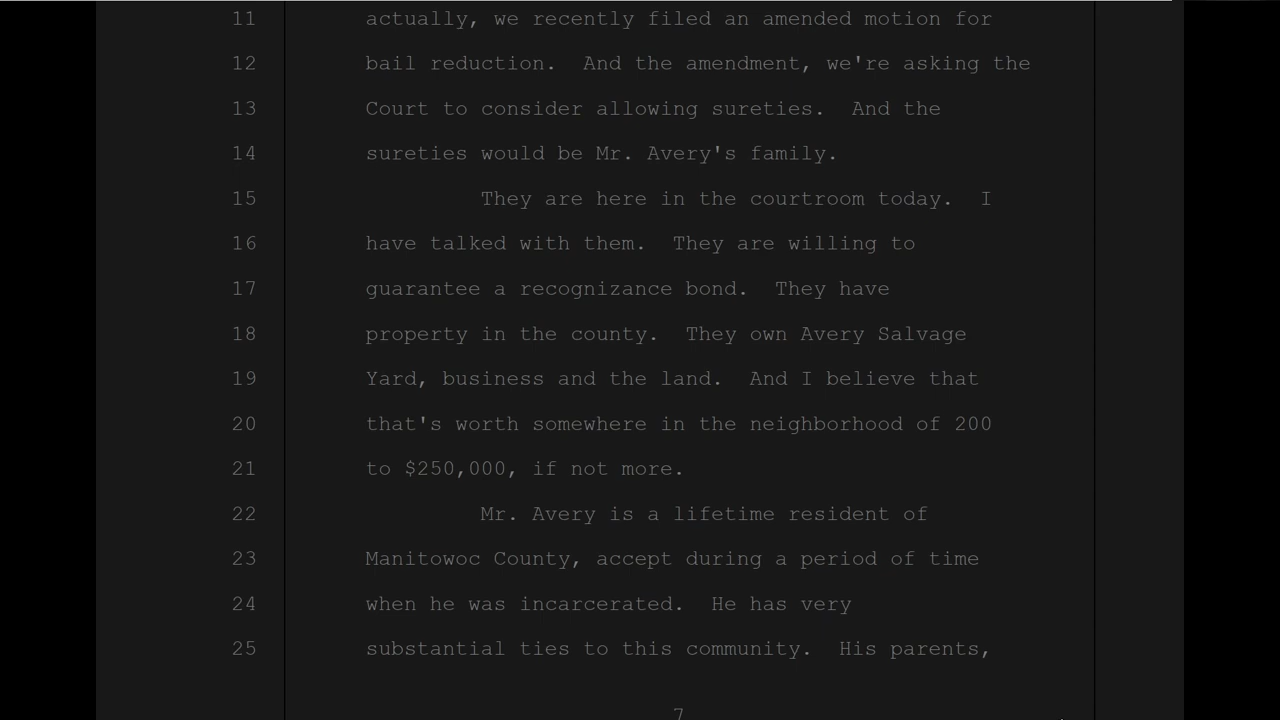 11 actually, we recently filed an amended motion for
12 bail reduction. And the amendment, we're asking the
13 Court to consider allowing sureties. And the
14 sureties would be Mr. Avery's family.
15 They are here in the courtroom today. I
16 have talked with them. They are willing to
17 guarantee a recognizance bond. They have
18 property in the county. They own Avery Salvage
19 Yard, business and the land. And I believe that
20 that's worth somewhere in the neighborhood of 200
21 to $250,000, if not more.
22 Mr. Avery is a lifetime resident of
23 Manitowoc County, accept during a period of time
24 when he was incarcerated. He has very
25 substantial ties to this community. His parents,
7